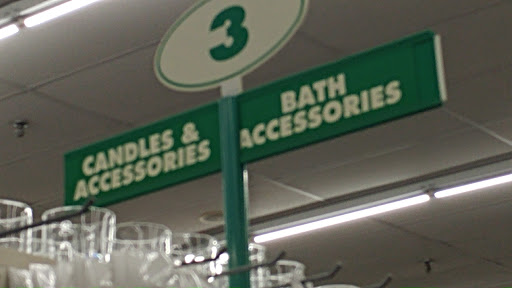 3
CANDLES &
ACCESSORIES
BATH
ACCESSORIES